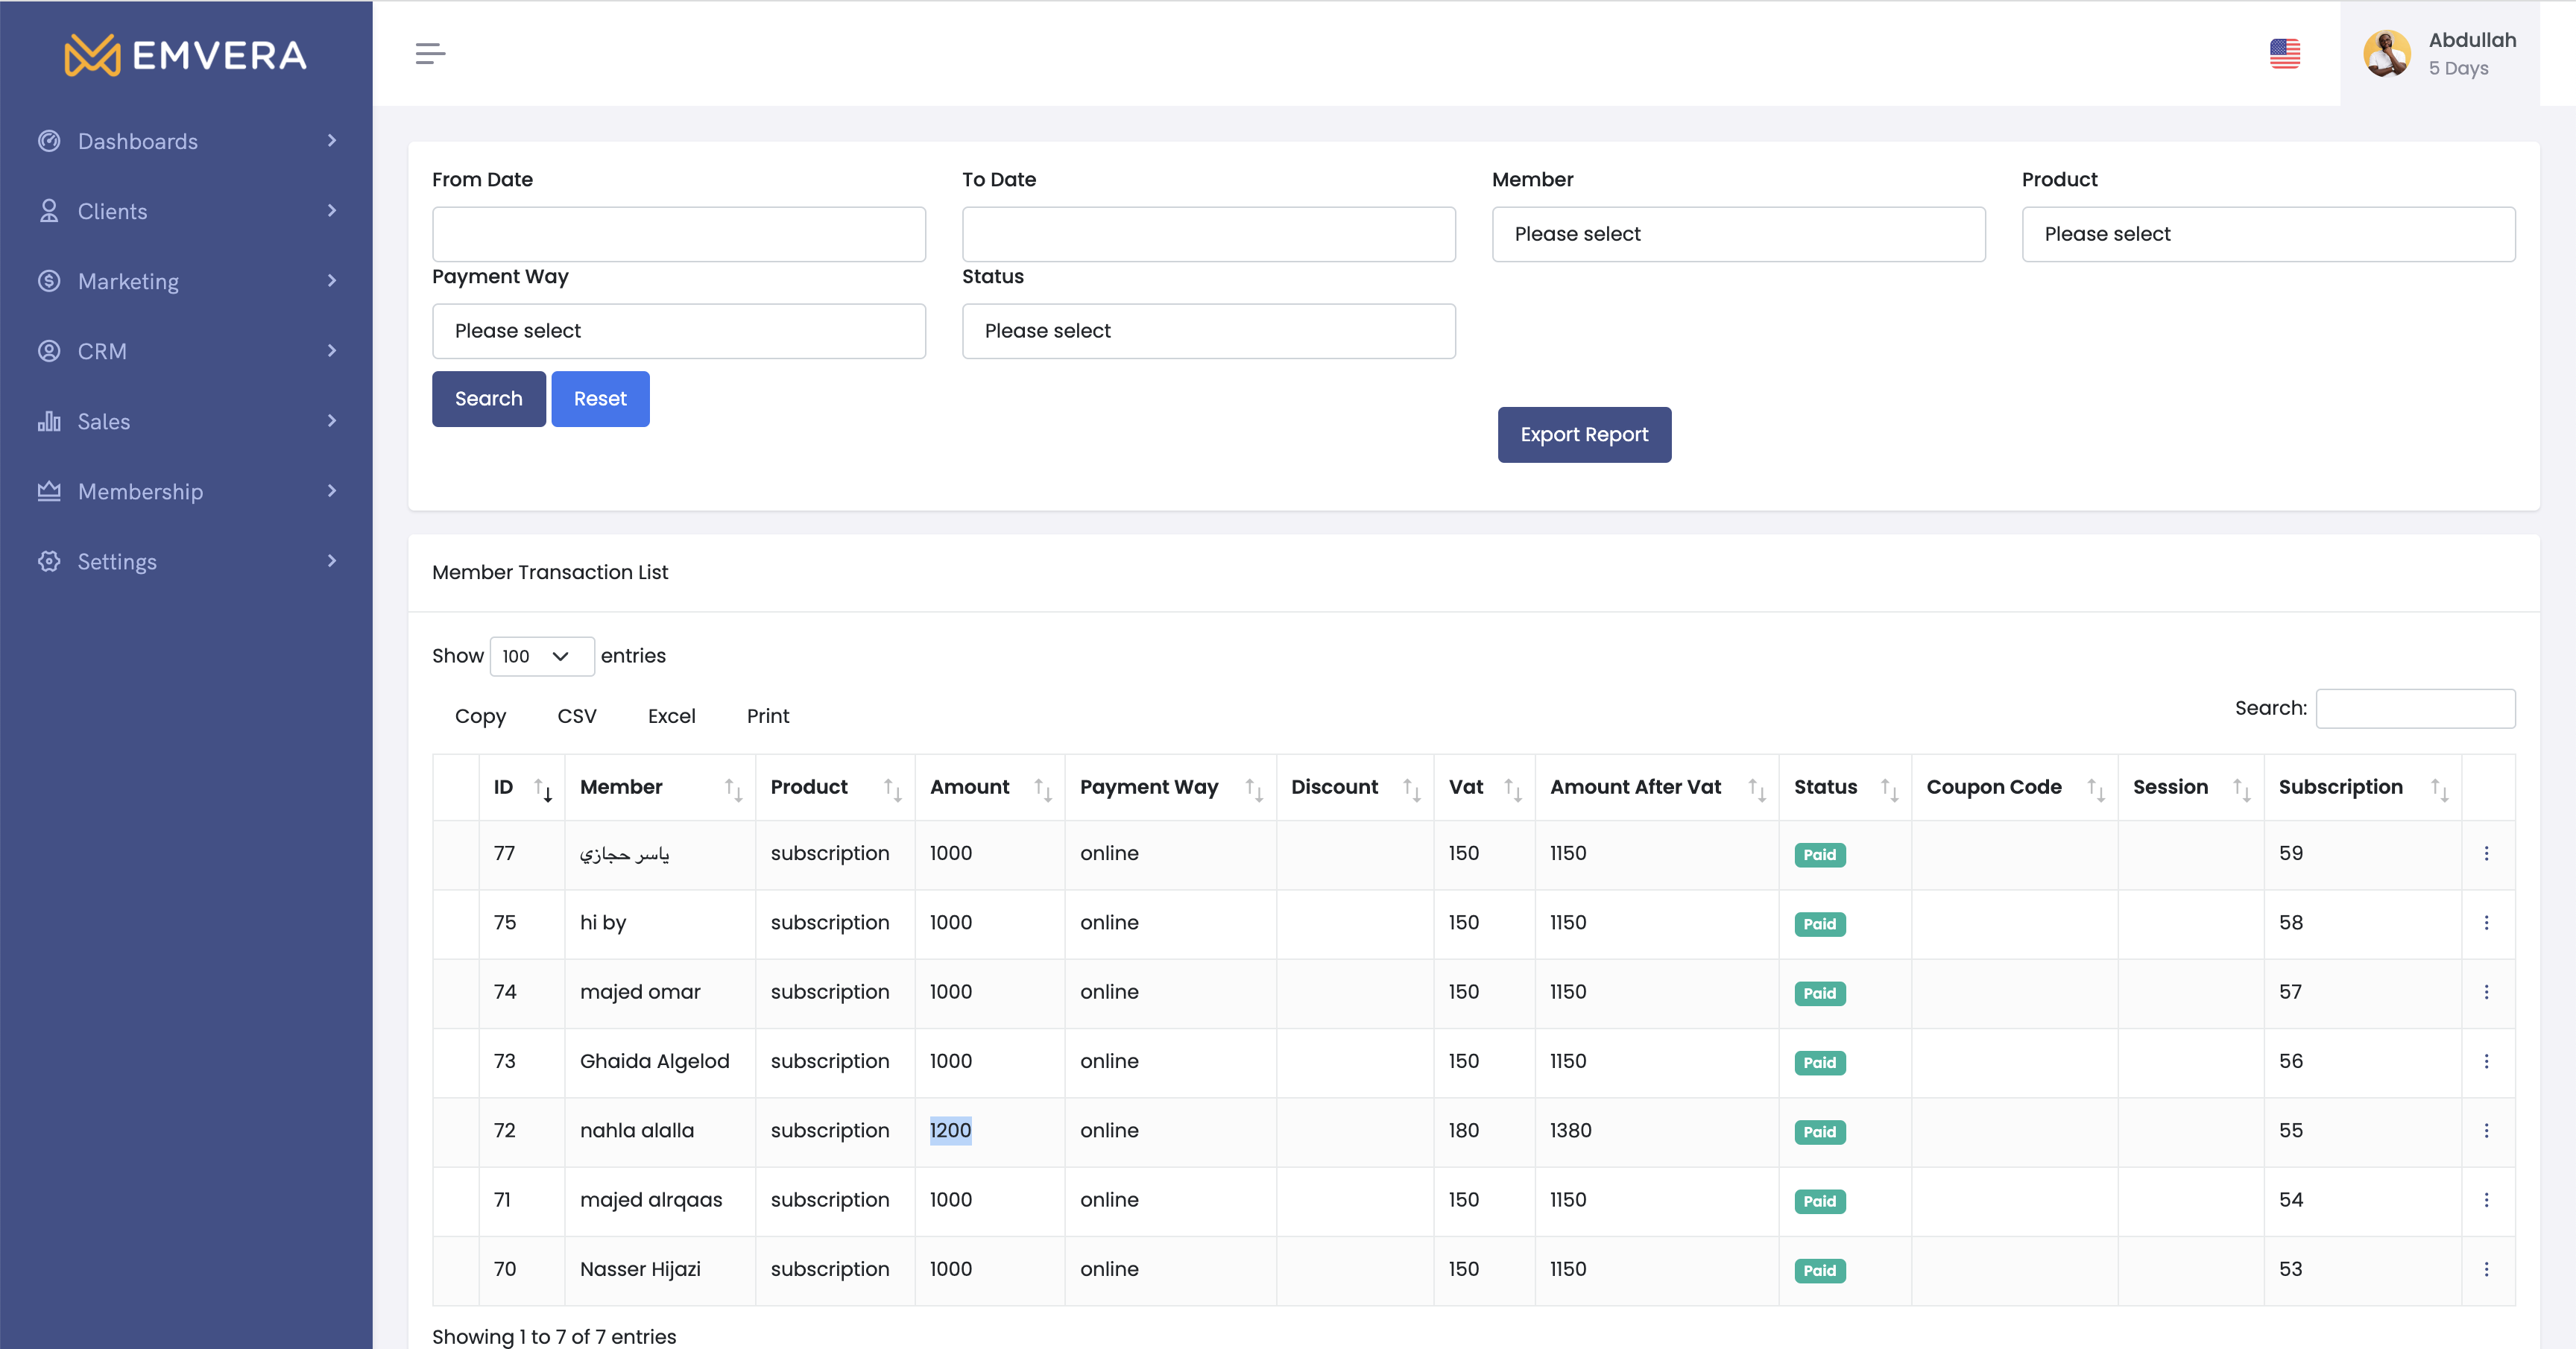 EMVERA
Abdullah
5 Days
Dashboards
Clients
Marketing
CRM
Sales
Membership
Settings
From Date To Date Member Product
Please select Please select
Payment Way Status
Please select Please select
Search Reset
Export Report
Member Transaction List
Show 100 entries
Copy CSV Excel Print
Search:
ID Member Product Amount Payment Way Discount Vat Amount After Vat Status Coupon Code Session Subscription
77 ياسر حجازي subscription 1000 online 150 1150 Paid 59
75 hi by subscription 1000 online 150 1150 Paid 58
74 majed omar subscription 1000 online 150 1150 Paid 57
73 Ghaida Algelod subscription 1000 online 150 1150 Paid 56
72 nahla alalla subscription 1200 online 180 1380 Paid 55
71 majed alrqaas subscription 1000 online 150 1150 Paid 54
70 Nasser Hijazi subscription 1000 online 150 1150 Paid 53
Showing 1 to 7 of 7 entries